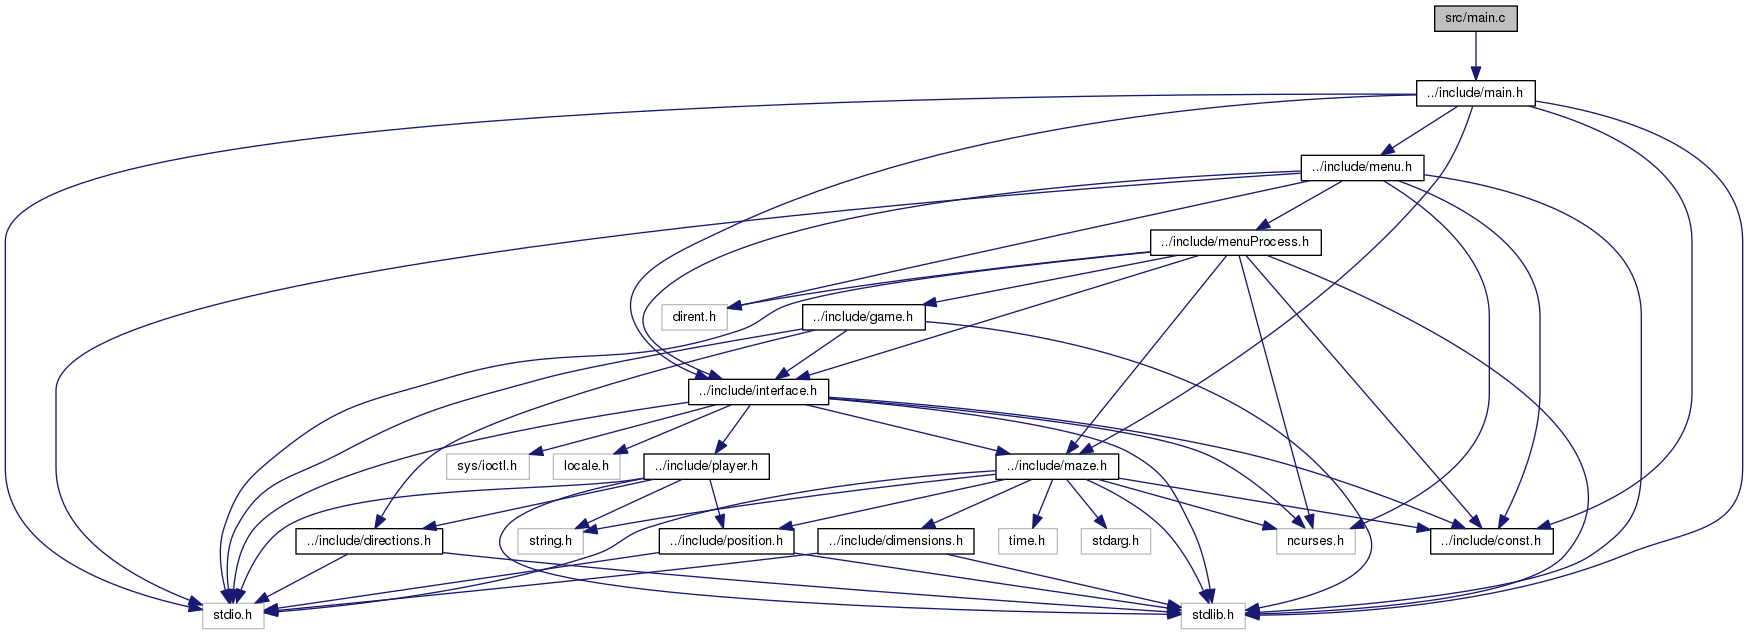 src/main.c
../include/main.h
../include/menu.h
../include/menuProcess.h
dirent.h
../include/game.h
../include/interface.h
sys/ioctl.h
locale.h
../include/player.h
../include/maze.h
../include/directions.h
string.h
../include/position.h
../include/dimensions.h
time.h
stdarg.h
ncurses.h
../include/const.h
stdio.h
stdlib.h